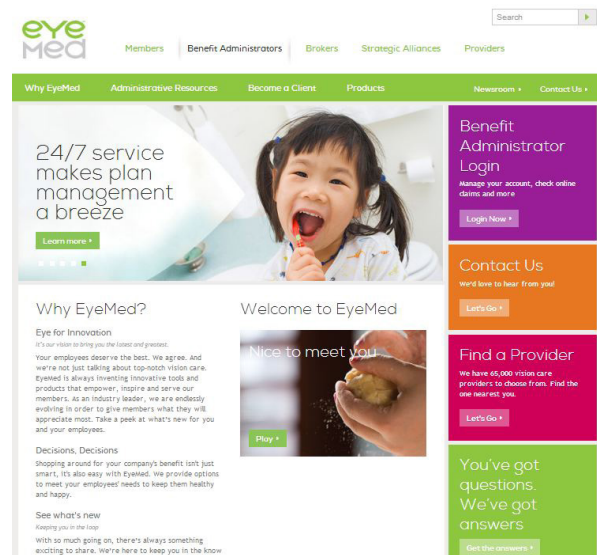 Search
eye
med
Members Benefit Administrators Brokers Strategic Alliances Providers
Why EyeMed Administrative Resources Become a Client Products Newsroom Contact Us
24/7 service
makes plan
management
a breeze
Learn more
Benefit
Administrator
Login
Manage your account, check online
claims and more
Login Now
Contact Us
We'd love to hear from you!
Let's Go
Find a Provider
We have 65,000 vision care
providers to choose from. Find the
one nearest you.
Let's Go
You've got
questions.
We've got
answers
Get the answers
Why EyeMed?
Eye for Innovation
It's our vision to bring you the latest and greatest.
Your employees deserve the best. We agree. And
we're not just talking about top-notch vision care.
EyeMed is always inventing innovative tools and
products that empower, inspire and serve our
members. As an industry leader, we are endlessly
evolving in order to give members what they will
appreciate most. Take a peek at what's new for you
and your employees.
Decisions, Decisions
Shopping around for your company's benefit isn't just
smart, it's also easy with EyeMed. We provide options
to meet your employees' needs to keep them healthy
and happy.
See what's new
Keeping you in the loop
With so much going on, there's always something
exciting to share. We're here to keep you in the know
Welcome to EyeMed
Nice to meet you
Play